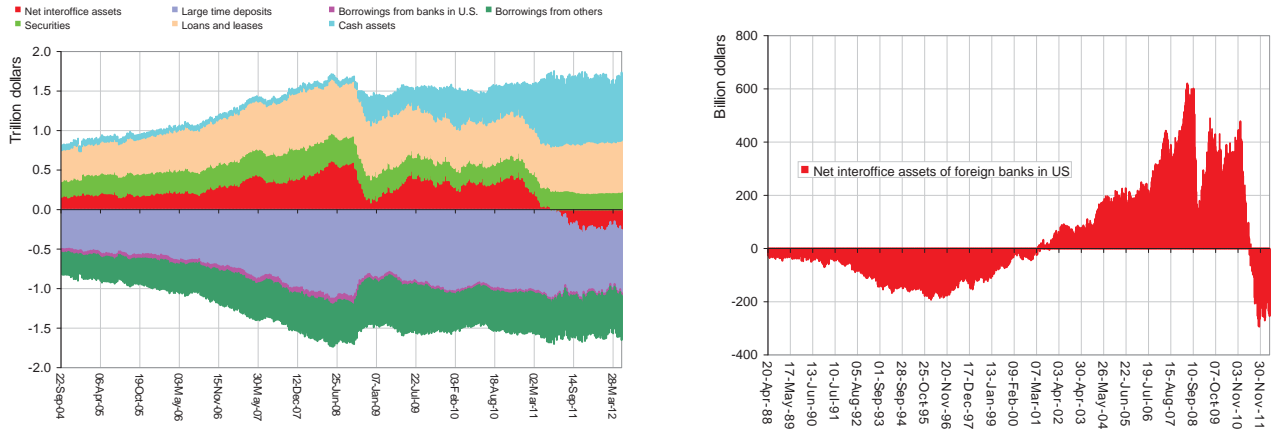 Net interoffice assets Large time deposits Borrowings from banks in U.S. Borrowings from others
Securities Loans and leases Cash assets
Trillion dollars
2.0
1.5
1.0
0.5
0.0
-0.5
-1.0
-1.5
-2.0
22-Sep-04 06-Apr-05 19-Oct-05 03-May-06 15-Nov-06 30-May-07 12-Dec-07 25-Jun-08 07-Jan-09 22-Jul-09 03-Feb-10 18-Aug-10 02-Mar-11 14-Sep-11 28-Mar-12
Billion dollars
800
600
400
200
0
-200
-400
Net interoffice assets of foreign banks in US
20-Apr-88 17-May-89 13-Jun-90 10-Jul-91 05-Aug-92 01-Sep-93 28-Sep-94 25-Oct-95 20-Nov-96 17-Dec-97 13-Jan-99 09-Feb-00 07-Mar-01 03-Apr-02 30-Apr-03 26-May-04 22-Jun-05 19-Jul-06 15-Aug-07 10-Sep-08 07-Oct-09 03-Nov-10 30-Nov-11